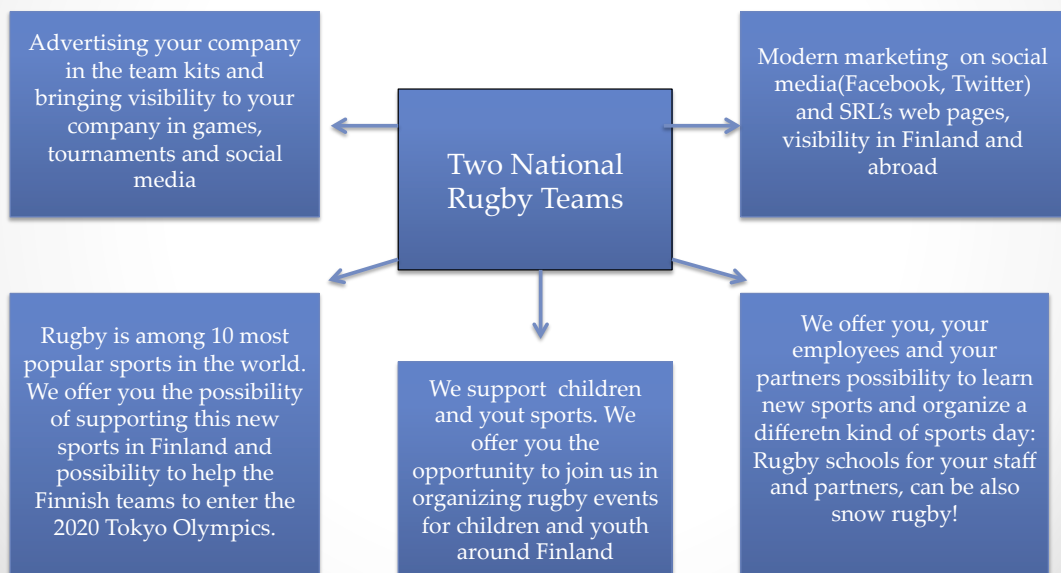 Advertising your company
in the team kits and
bringing visibility to your
company in games,
tournaments and social
media
Two National
Rugby Teams
Modern marketing  on social
media(Facebook, Twitter)
and SRL's web pages,
visibility in Finland and
abroad
Rugby is among 10 most
popular sports in the world.
We offer you the possibility
of supporting this new
sports in Finland and
possibility to help the
Finnish teams to enter the
2020 Tokyo Olympics.
We support  children
and yout sports. We
offer you the
opportunity to join us in
organizing rugby events
for children and youth
around Finland
We offer you, your
employees and your
partners possibility to learn
new sports and organize a
differetn kind of sports day:
Rugby schools for your staff
and partners, can be also
snow rugby!